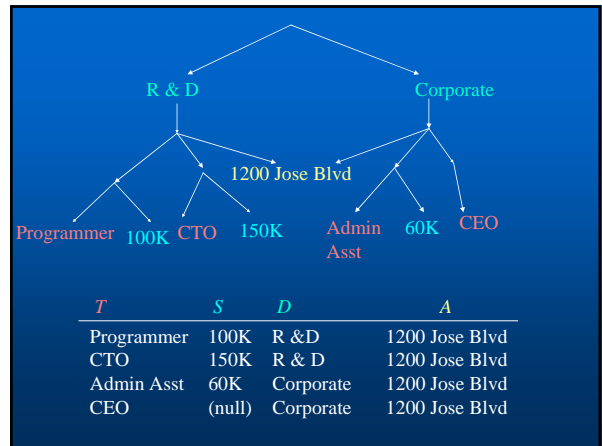 R & D Corporate
1200 Jose Blvd
Programmer 100K CTO 150K Admin 60K CEO
Asst
T S D A
Programmer 100K R &D 1200 Jose Blvd
CTO 150K R & D 1200 Jose Blvd
Admin Asst 60K Corporate 1200 Jose Blvd
CEO (null) Corporate 1200 Jose Blvd